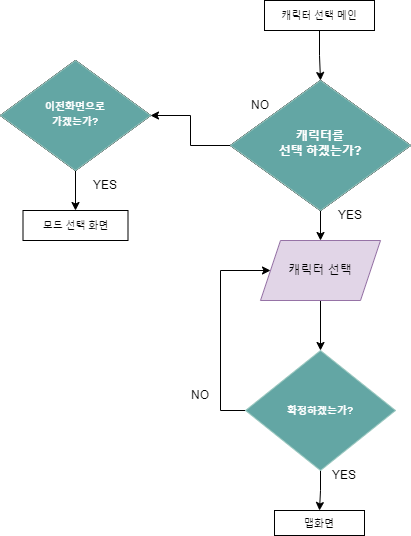 캐릭터 선택 메인
NO
이전화면으로
가겠는가?
캐릭터를
선택 하겠는가?
YES
YES
모드 선택 화면
캐릭터 선택
NO
확정하겠는가?
YES
맵화면